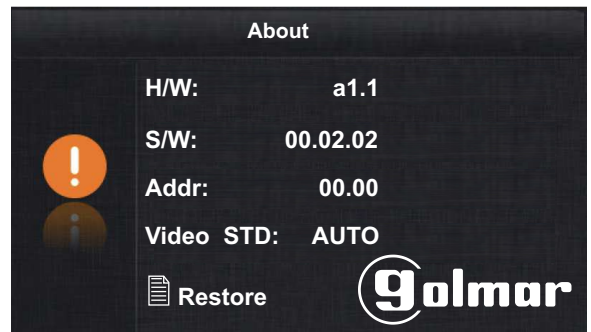 About
H/W: a1.1
S/W: 00.02.02
Addr: 00.00
Video STD: AUTO
Restore
golmar